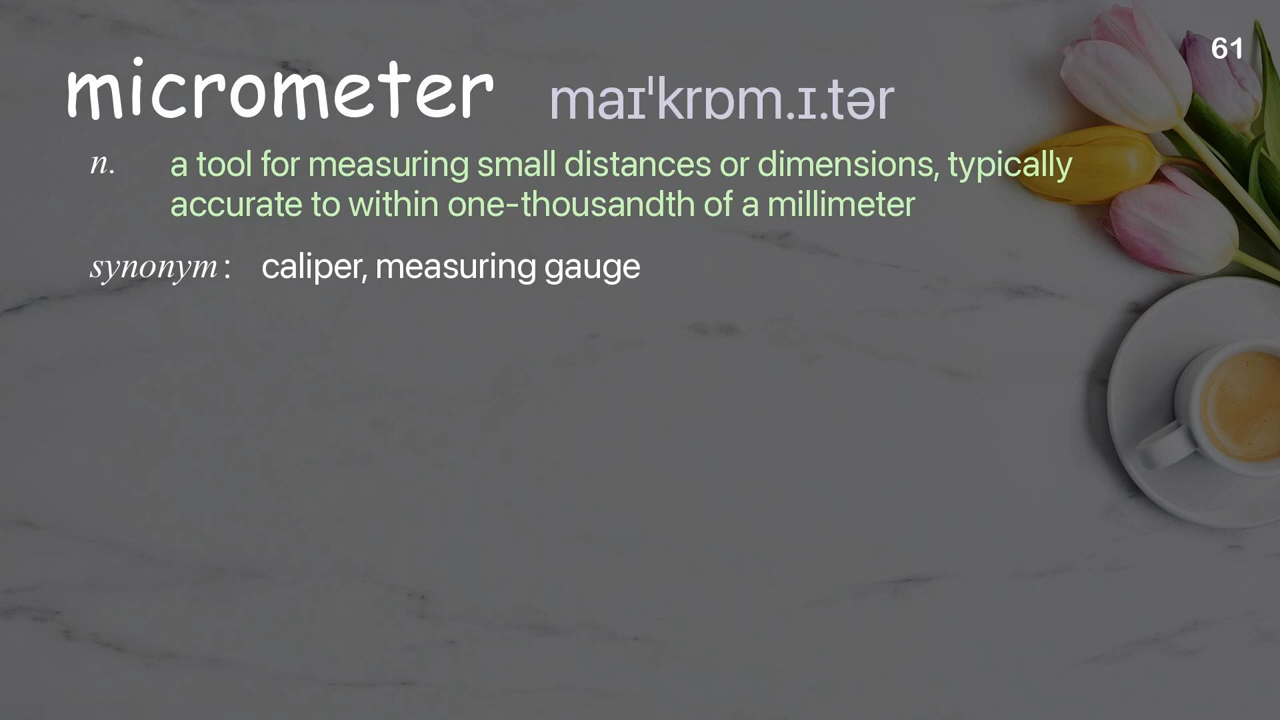 61
micrometer maɪˈkrɒm.ɪ.tər
n. a tool for measuring small distances or dimensions, typically
accurate to within one-thousandth of a millimeter
synonym : caliper, measuring gauge